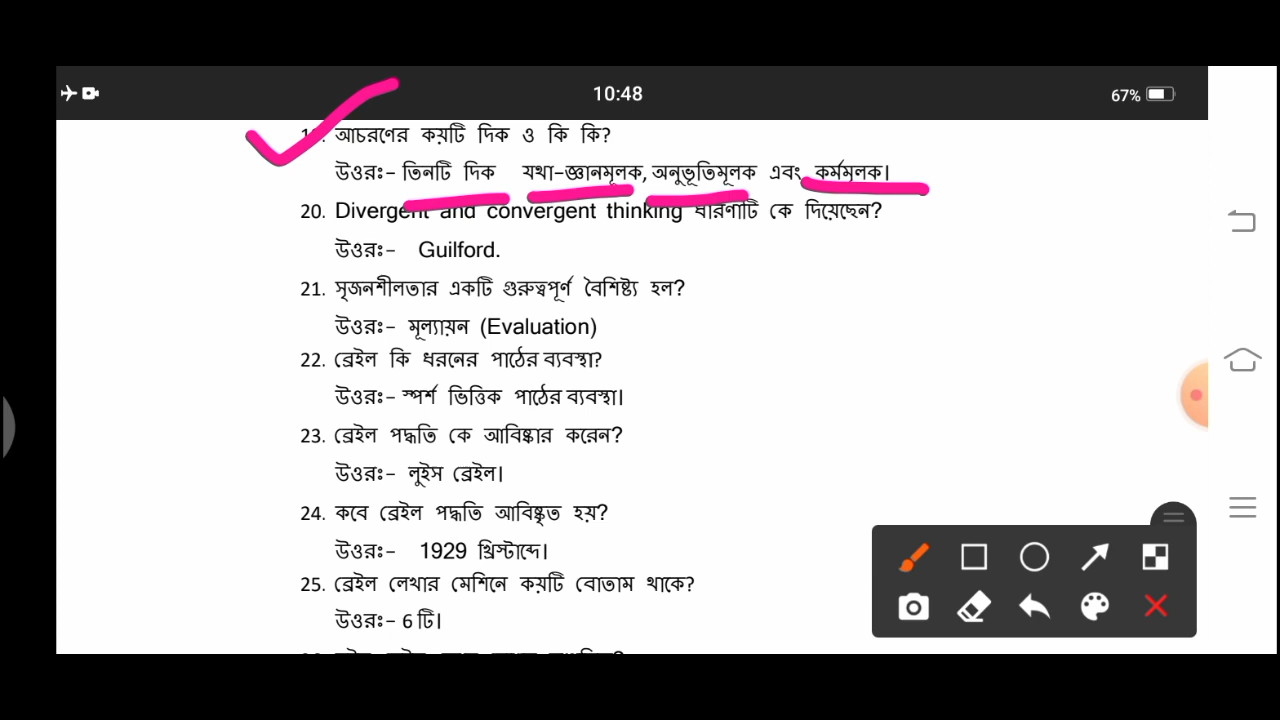 10:48
67%
আচরণের কয়টি দিক ও কি কি?
উওরঃ- তিনটি দিক যথা-জ্ঞানমূলক, অনুভূতিমূলক এবং কর্মমূলক।
20. Divergent and convergent thinking ধারণাটি কে দিয়েছেন?
উওরঃ- Guilford.
21. সৃজনশীলতার একটি গুরুত্বপূর্ণ বৈশিষ্ট্য হল?
উওরঃ- মূল্যায়ন (Evaluation)
22. ব্রেইল কি ধরনের পাঠের ব্যবস্থা?
উওরঃ- স্পর্শ ভিত্তিক পাঠের ব্যবস্থা।
23. ব্রেইল পদ্ধতি কে আবিষ্কার করেন?
উওরঃ- লুইস ব্রেইল।
24. কবে ব্রেইল পদ্ধতি আবিষ্কৃত হয়?
উওরঃ- 1929 খ্রিস্টাব্দে।
25. ব্রেইল লেখার মেশিনে কয়টি বোতাম থাকে?
উওরঃ- 6 টি।